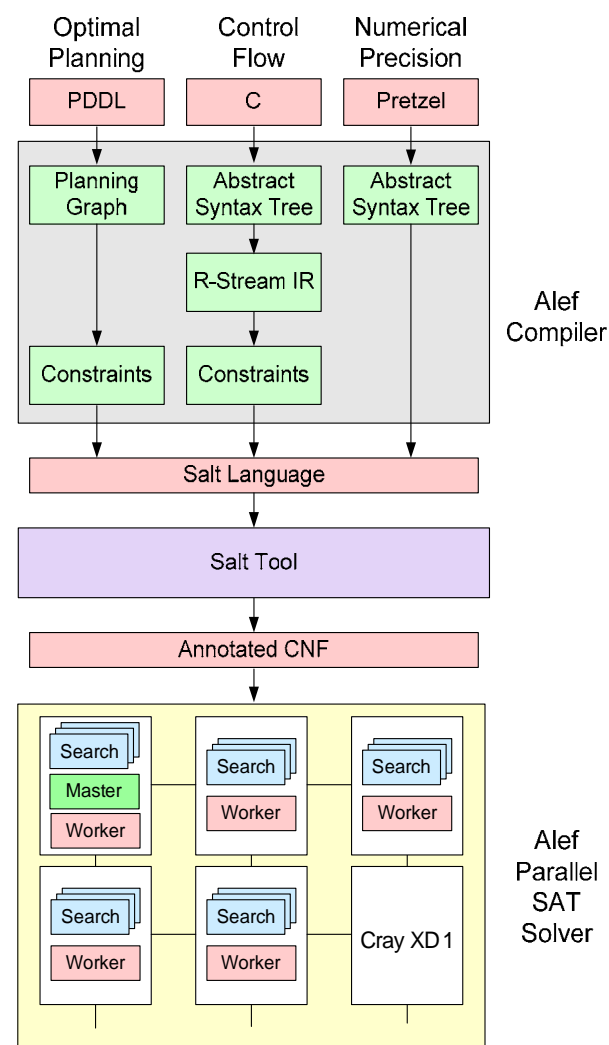 Optimal
Planning
Control
Flow
Numerical
Precision
PDDL
C
Pretzel
Planning
Graph
Abstract
Syntax Tree
Abstract
Syntax Tree
R-Stream IR
Alef
Compiler
Constraints
Constraints
Salt Language
Salt Tool
Annotated CNF
Search
Master
Worker
Search
Worker
Search
Worker
Alef
Parallel
SAT
Solver
Search
Worker
Search
Worker
Cray XD1